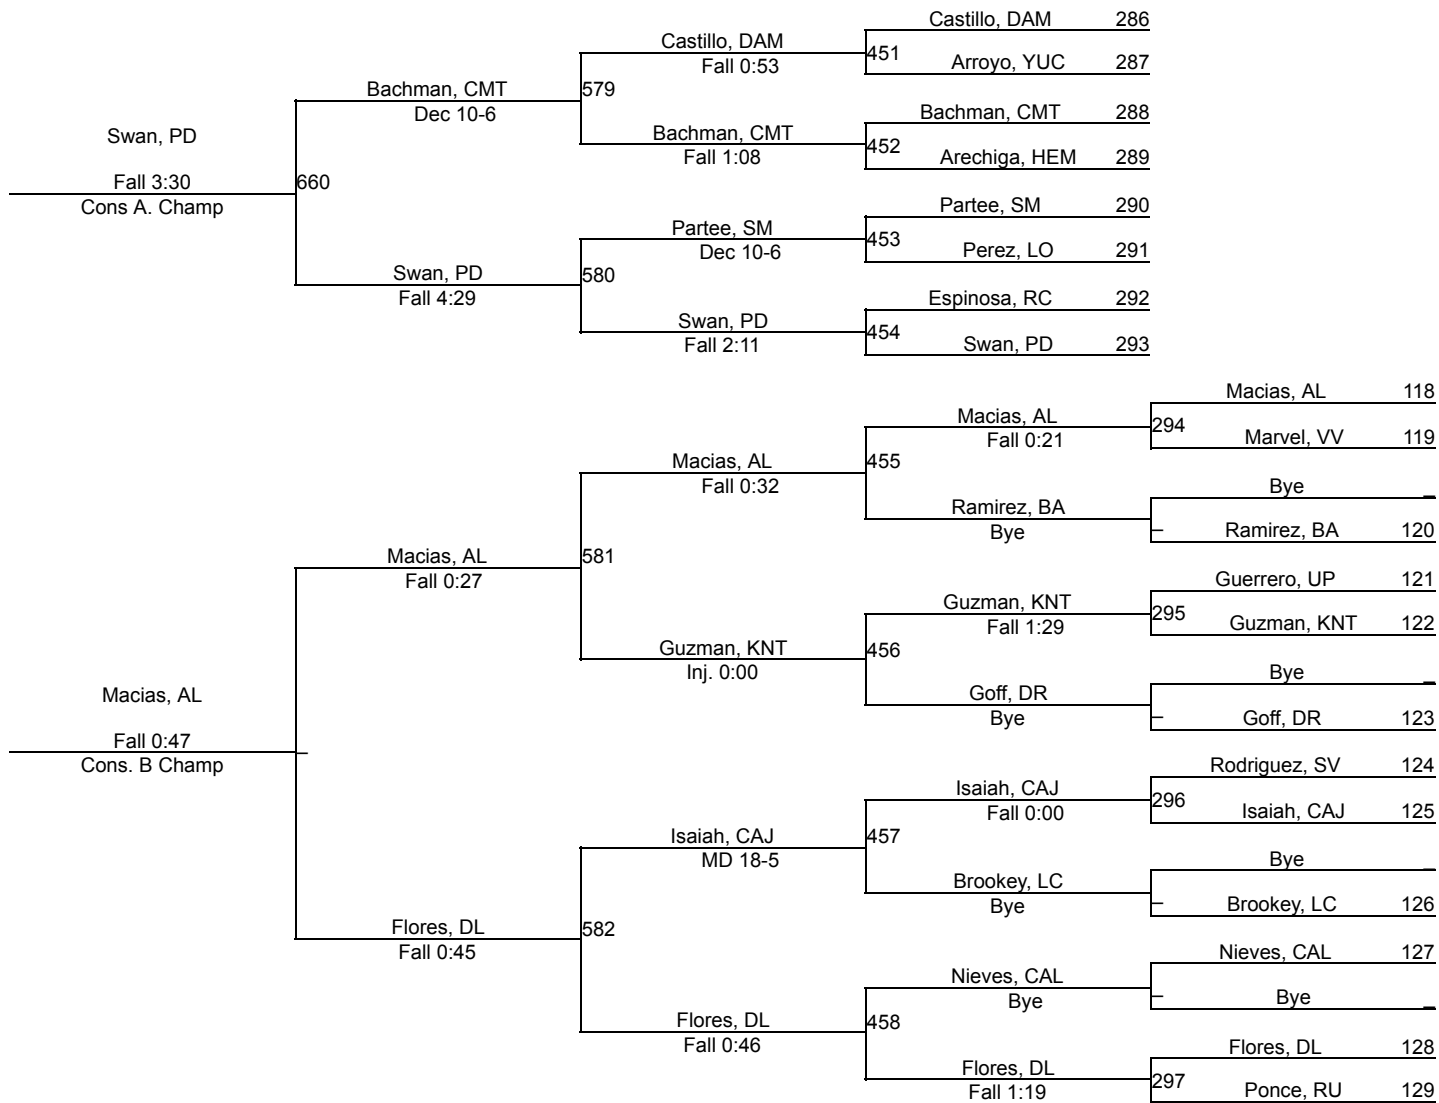 Castillo, DAM 286
Castillo, DAM
Fall 0:53
451
Arroyo, YUC 287
Bachman, CMT
Dec 10-6
579
Bachman, CMT 288
Swan, PD
Bachman, CMT
Fall 1:08
452
Arechiga, HEM 289
Fall 3:30
Cons A. Champ
660
Partee, SM 290
Partee, SM
Dec 10-6
453
Perez, LO 291
Swan, PD
Fall 4:29
580
Espinosa, RC 292
Swan, PD
Fall 2:11
454
Swan, PD 293
Macias, AL 118
Macias, AL
Fall 0:21
294
Marvel, VV 119
Macias, AL
Fall 0:32
455
Bye _
Ramirez, BA
Bye
_
Ramirez, BA 120
Macias, AL
Fall 0:27
581
Guerrero, UP 121
Guzman, KNT
Fall 1:29
295
Guzman, KNT 122
Guzman, KNT
Inj. 0:00
456
Bye _
Goff, DR
Bye
_
Goff, DR 123
Macias, AL
Fall 0:47
Cons. B Champ
_
Rodriguez, SV 124
Isaiah, CAJ
Fall 0:00
296
Isaiah, CAJ 125
Isaiah, CAJ
MD 18-5
457
Bye _
Brookey, LC
Bye
_
Brookey, LC 126
Flores, DL
Fall 0:45
582
Nieves, CAL 127
Nieves, CAL
Bye
_
Bye _
Flores, DL
Fall 0:46
458
Flores, DL 128
Flores, DL
Fall 1:19
297
Ponce, RU 129